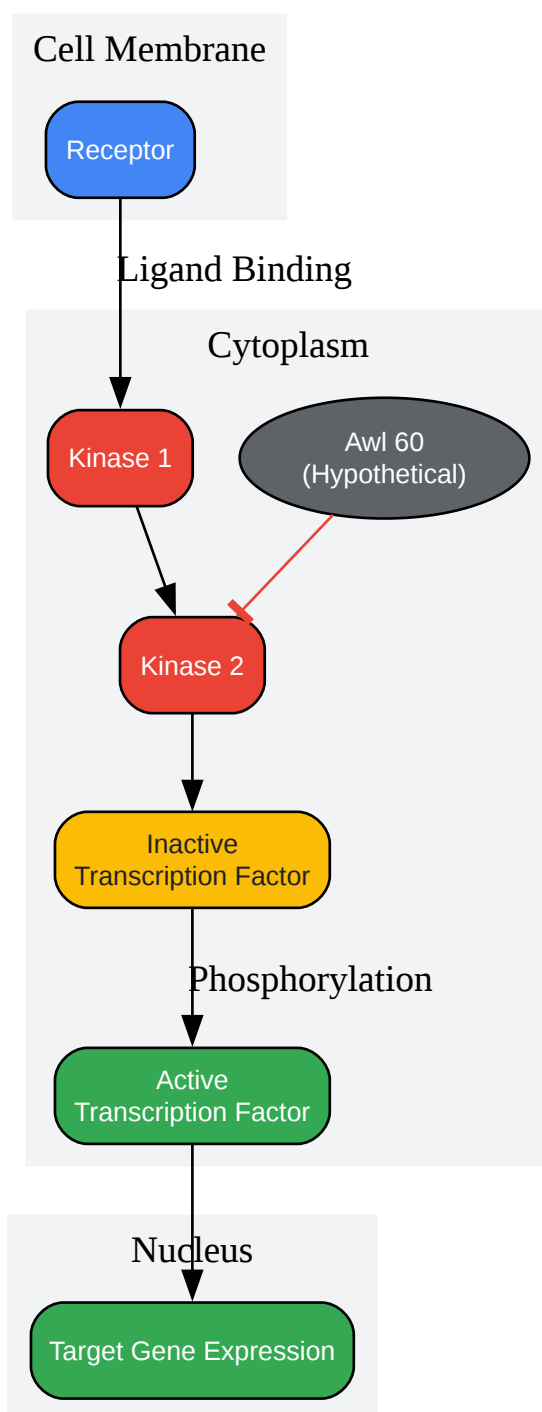 Cell Membrane
Receptor
Ligand Binding
Cytoplasm
Kinase 1
Awl 60
(Hypothetical)
Kinase 2
Inactive
Transcription Factor
Phosphorylation
Active
Transcription Factor
Nucleus
Target Gene Expression